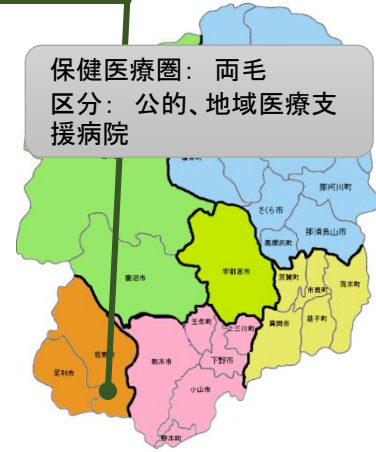 保健医療圏： 両毛
区分： 公的、地域医療支
援病院
那珂川町
さくら市
那須烏山市
高根沢町
鹿沼市
宇都宮市
芳賀町
市貝町
茂木町
壬生町
上三川町
真岡市
益子町
佐野市
栃木市
下野市
足利市
小山市
野木町